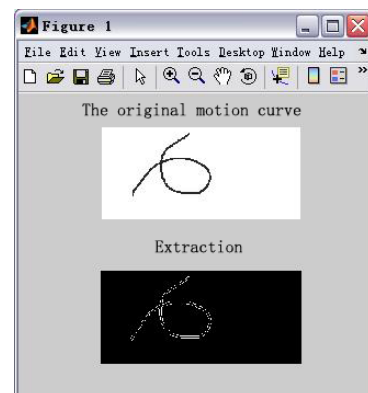 Figure 1
File Edit View Insert Tools Desktop Window Help
The original motion curve
Extraction